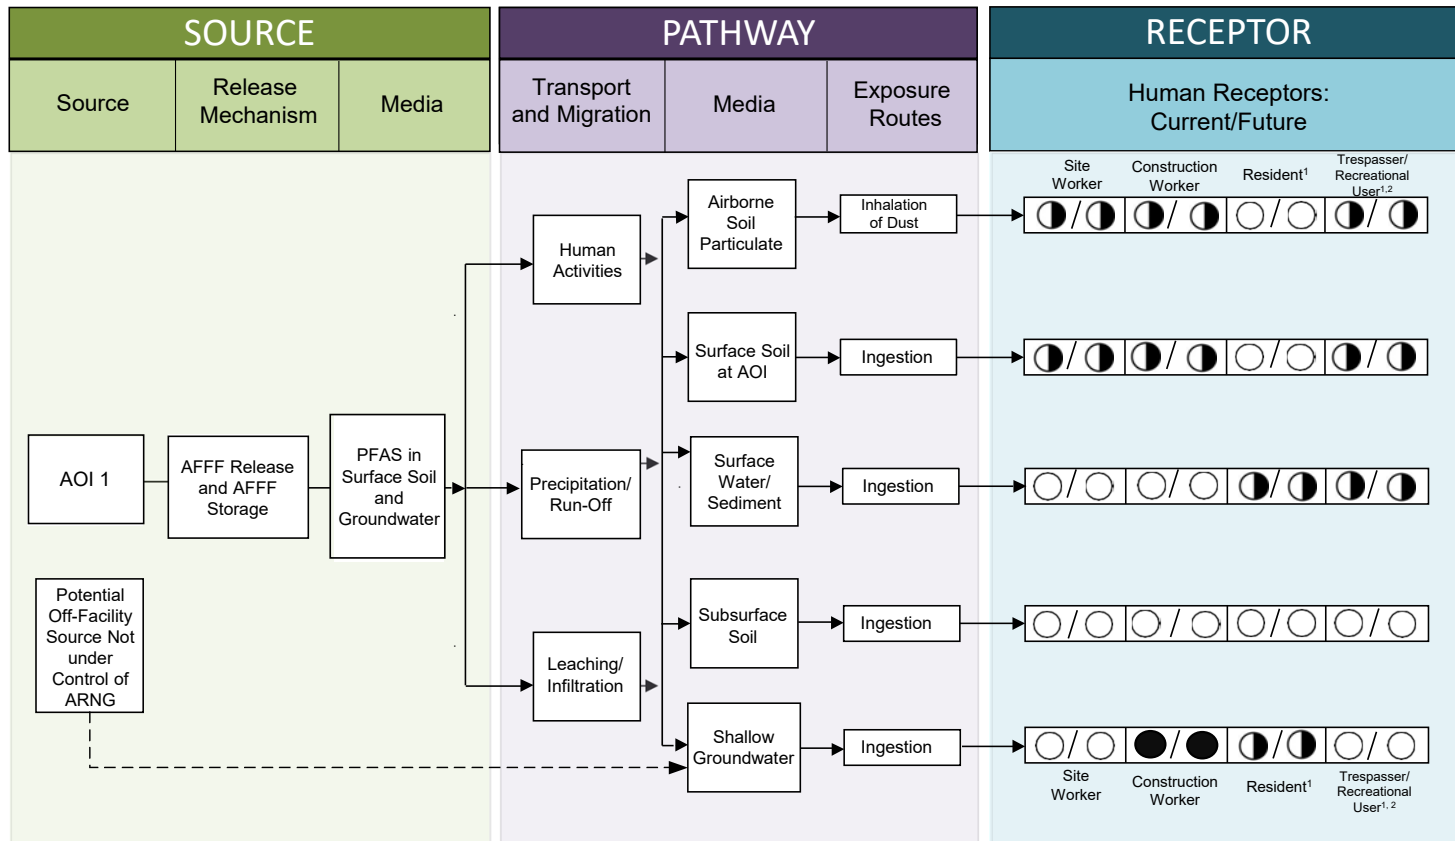 SOURCE
PATHWAY
RECEPTOR
Source
Release
Mechanism
Media
Transport
and Migration
Media
Exposure
Routes
Human Receptors:
Current/Future
Site
Worker
Construction
Worker
Resident¹
Trespasser/
Recreational
User¹,²
Airborne
Soil
Particulate
Inhalation
of Dust
/ / / /
Human
Activities
Surface Soil
at AOI
Ingestion
/ / / /
AOI 1
AFFF Release
and AFFF
Storage
PFAS in
Surface Soil
and
Groundwater
Precipitation/
Run-Off
Surface
Water/
Sediment
Ingestion
/ / / /
Potential
Off-Facility
Source Not
under
Control of
ARNG
Leaching/
Infiltration
Subsurface
Soil
Ingestion
/ / / /
Shallow
Groundwater
Ingestion
/ / / /
Site
Worker
Construction
Worker
Resident¹
Trespasser/
Recreational
User¹, ²